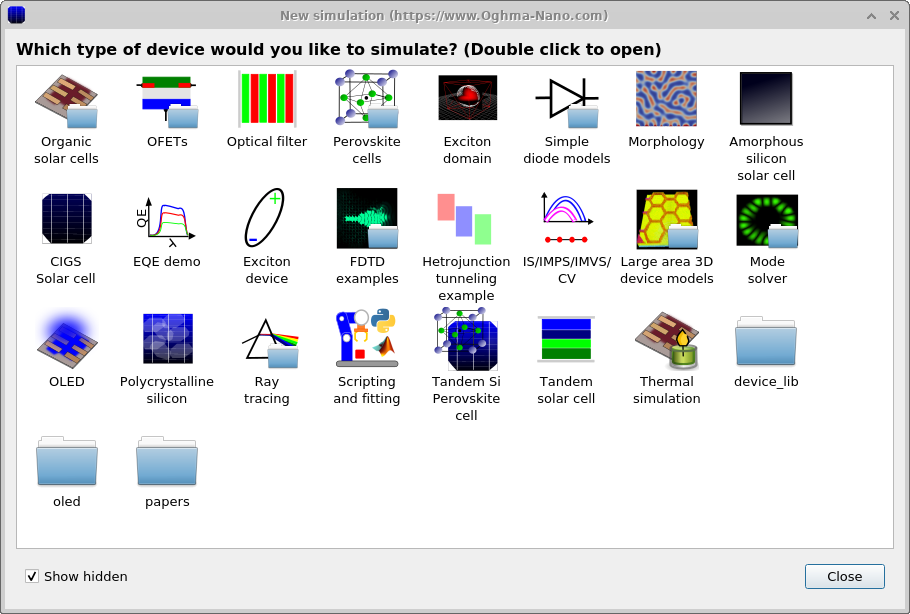 New simulation (https://www.Oghma-Nano.com)
Which type of device would you like to simulate? (Double click to open)
Organic
solar cells
OFETs
Optical filter
Perovskite
cells
Exciton
domain
Simple
diode models
Morphology
Amorphous
silicon
solar cell
CIGS
Solar cell
QE
λ
EQE demo
Exciton
device
FDTD
examples
Hetrojunction
tunneling
example
IS/IMPS/IMVS/
CV
Large area 3D
device models
Mode
solver
OLED
Polycrystalline
silicon
Ray
tracing
Scripting
and fitting
Tandem Si
Perovskite
cell
Tandem
solar cell
Thermal
simulation
device_lib
oled
papers
Show hidden
Close